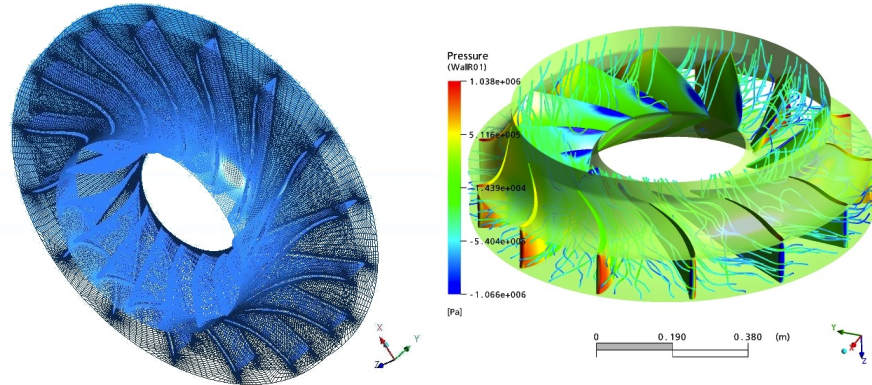 Pressure
(WallR01)
1.038e+006
5.116e+005
-1.439e+004
-5.404e+005
-1.066e+006
[Pa]
0 0.190 0.380 (m)
X
Y
Z
Y
X
Z